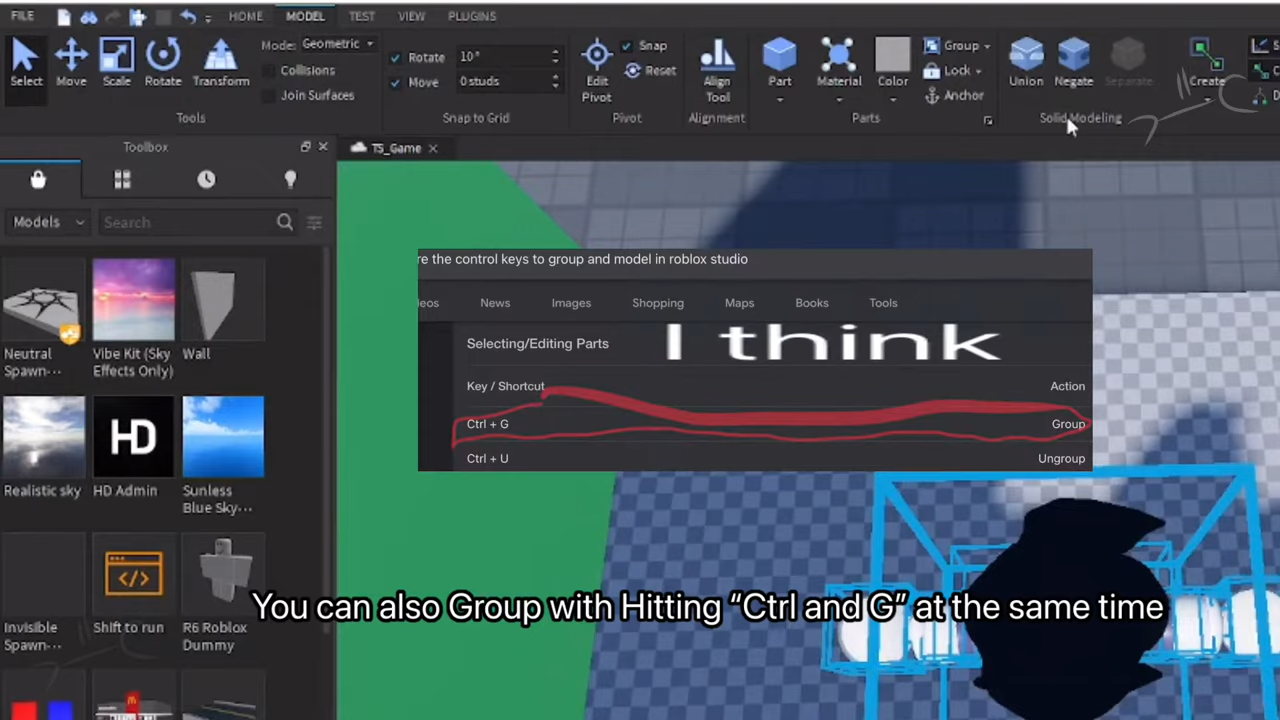 FILE HOME MODEL TEST VIEW PLUGINS
Select Move Scale Rotate Transform
Mode: Geometric
Collisions
Join Surfaces
Tools
Rotate 10°
Move 0 studs
Snap to Grid
Edit Pivot
Snap
Reset
Pivot
Align Tool
Alignment
Part
Material
Color
Group
Lock
Anchor
Parts
Union Negate Separate
Solid Modeling
Create
Toolbox
TS_Game
Models
Search
Neutral Spawn...
Vibe Kit (Sky Effects Only)
Wall
HD
Realistic sky
HD Admin
Sunless Blue Sky...
Invisible Spawn...
Shift to run
R6 Roblox Dummy
re the control keys to group and model in roblox studio
eos News Images Shopping Maps Books Tools
Selecting/Editing Parts
I think
Key / Shortcut Action
Ctrl + G Group
Ctrl + U Ungroup
You can also Group with Hitting “Ctrl and G” at the same time